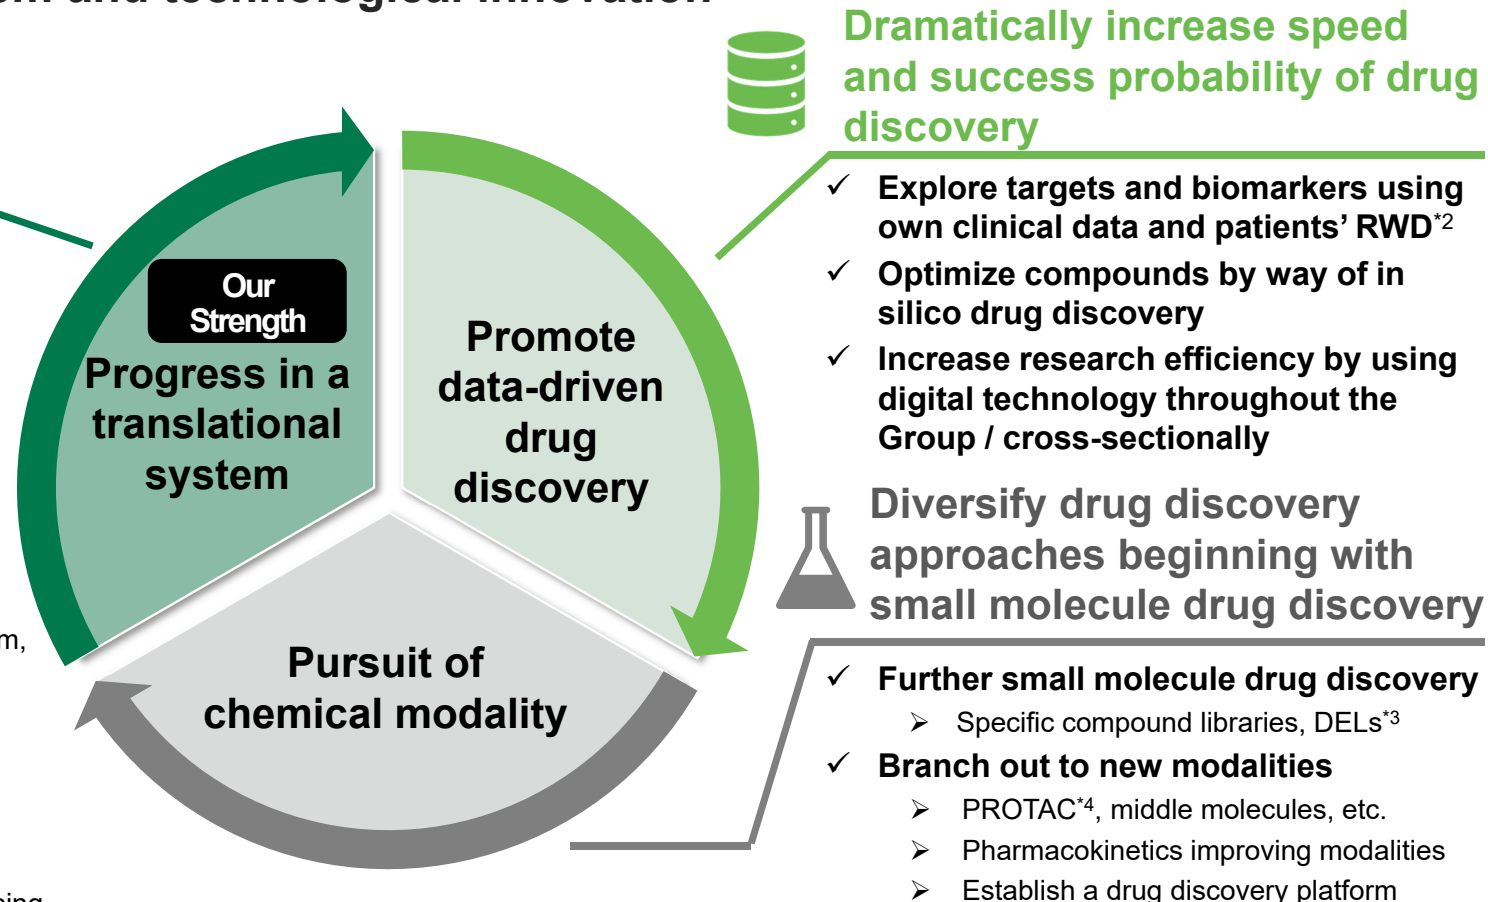 and technological innovation
Our
Strength
Progress in a
translational
system
Promote
data-driven
drug
discovery
Pursuit of
chemical modality
Dramatically increase speed
and success probability of drug
discovery
✓ Explore targets and biomarkers using
own clinical data and patients’ RWD*2
✓ Optimize compounds by way of in
silico drug discovery
✓ Increase research efficiency by using
digital technology throughout the
Group / cross-sectionally
Diversify drug discovery
approaches beginning with
small molecule drug discovery
✓ Further small molecule drug discovery
➢ Specific compound libraries, DELs*3
✓ Branch out to new modalities
➢ PROTAC*4, middle molecules, etc.
➢ Pharmacokinetics improving modalities
➢ Establish a drug discovery platform